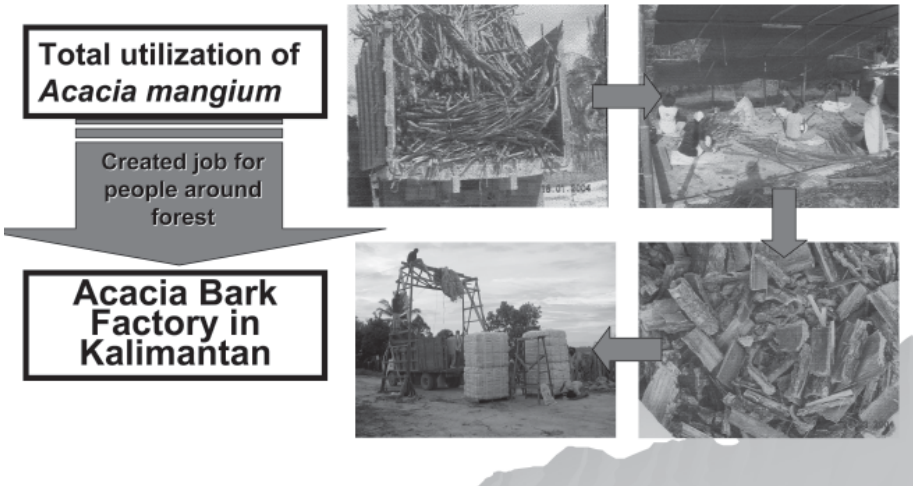 Total utilization of
Acacia mangium
Created job for
people around
forest
Acacia Bark
Factory in
Kalimantan
18.01.2004